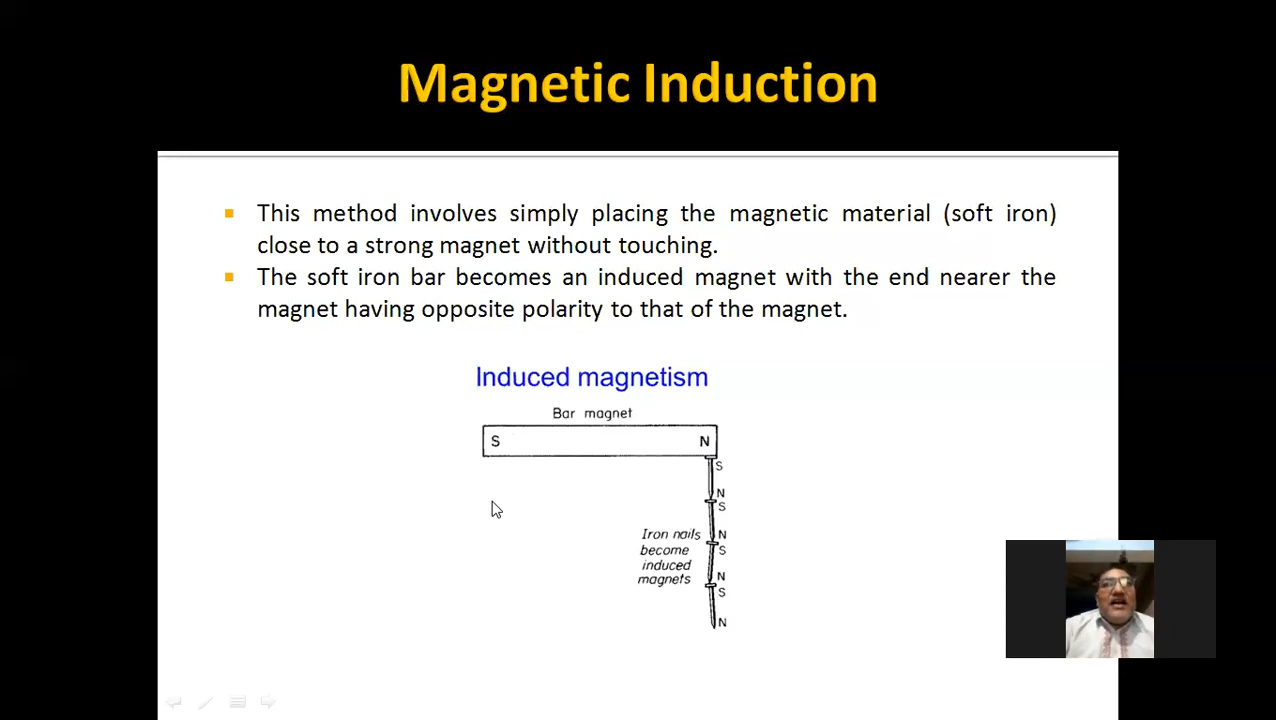 Magnetic Induction
▪ This method involves simply placing the magnetic material (soft iron)
close to a strong magnet without touching.
▪ The soft iron bar becomes an induced magnet with the end nearer the
magnet having opposite polarity to that of the magnet.
Induced magnetism
Bar magnet
S N
S
N
S
Iron nails N
become S
induced
magnets N
S
N